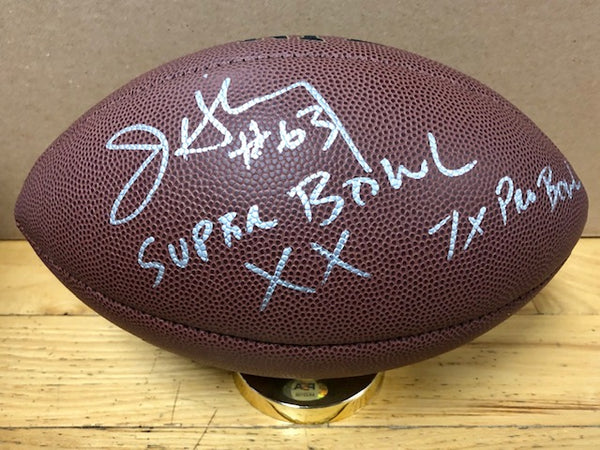 #63
SUPER BOWL
XX
7x Pro Bowl